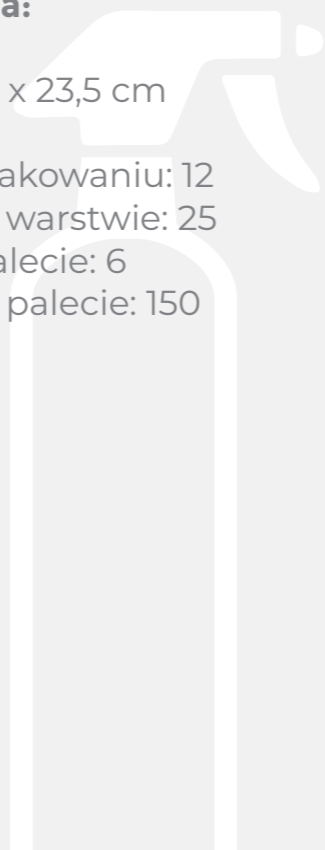 a:
x 23,5 cm
akowaniu: 12
warstwie: 25
alecie: 6
palecie: 150